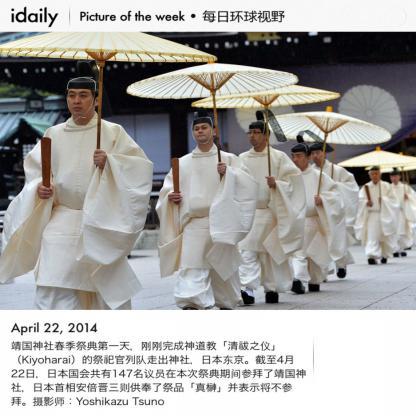 idaily Picture of the week • 每日环球视野
April 22, 2014
靖国神社春季祭典第一天，刚刚完成神道教「清祓之仪」
（Kiyoharai）的祭祀官列队走出神社，日本东京。截至4月
22日，日本国会共有147名议员在本次祭典期间参拜了靖国神
社，日本首相安倍晋三则供奉了祭品「真榊」并表示将不参
拜。摄影师：Yoshikazu Tsuno